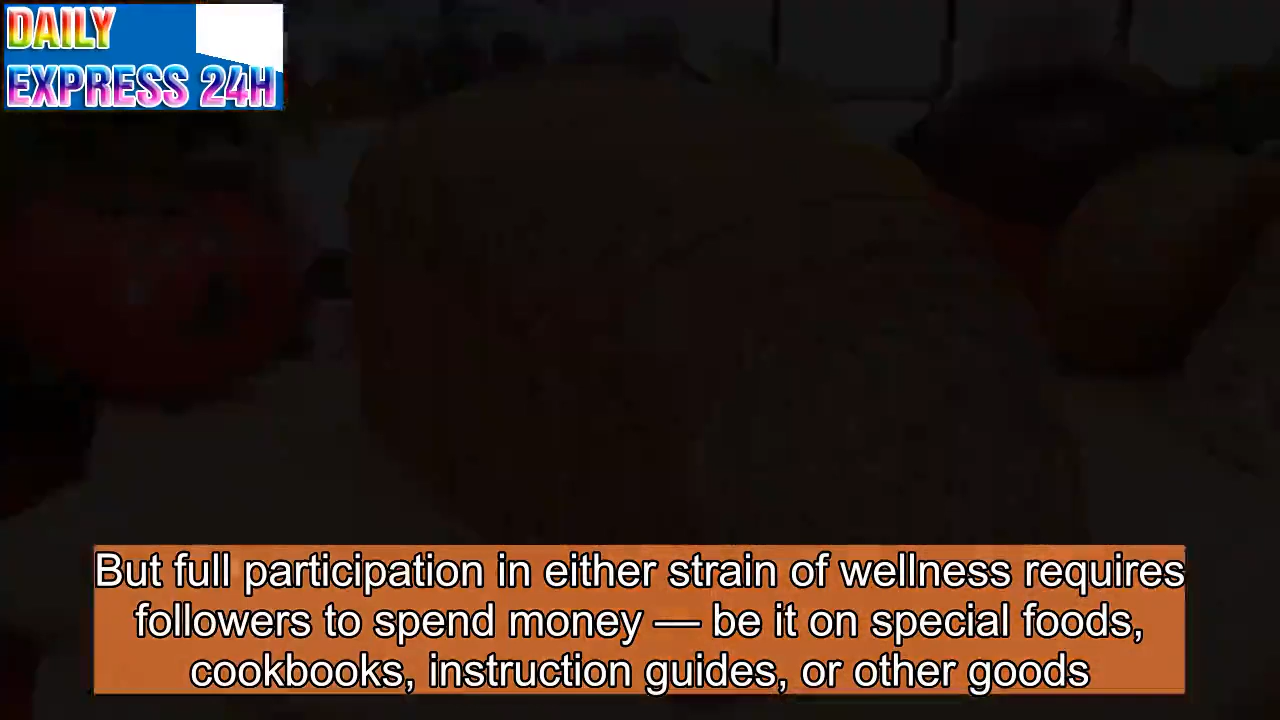 DAILY
EXPRESS 24H
But full participation in either strain of wellness requires
followers to spend money — be it on special foods,
cookbooks, instruction guides, or other goods